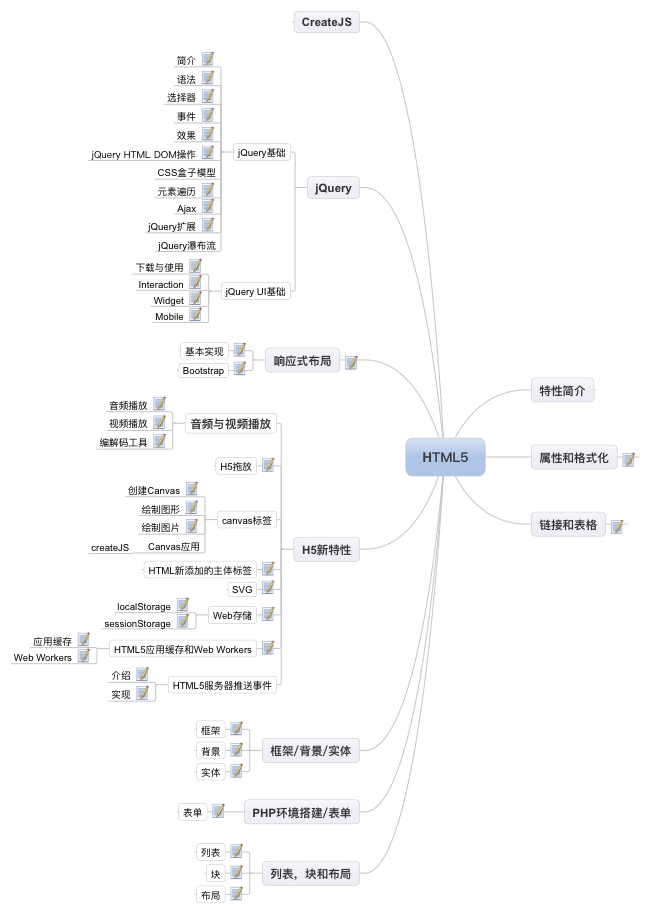 CreateJS
简介
语法
选择器
事件
效果
jQuery HTML DOM操作
CSS盒子模型
元素遍历
Ajax
jQuery扩展
jQuery瀑布流
jQuery基础
下载与使用
Interaction
Widget
Mobile
jQuery UI基础
jQuery
基本实现
Bootstrap
响应式布局
音频播放
视频播放
编解码工具
音频与视频播放
H5拖放
创建Canvas
绘制图形
绘制图片
createJS
Canvas应用
canvas标签
HTML新添加的主体标签
SVG
localStorage
sessionStorage
Web存储
应用缓存
Web Workers
HTML5应用缓存和Web Workers
介绍
实现
HTML5服务器推送事件
H5新特性
框架
背景
实体
框架/背景/实体
表单
PHP环境搭建/表单
列表
块
布局
列表，块和布局
HTML5
特性简介
属性和格式化
链接和表格